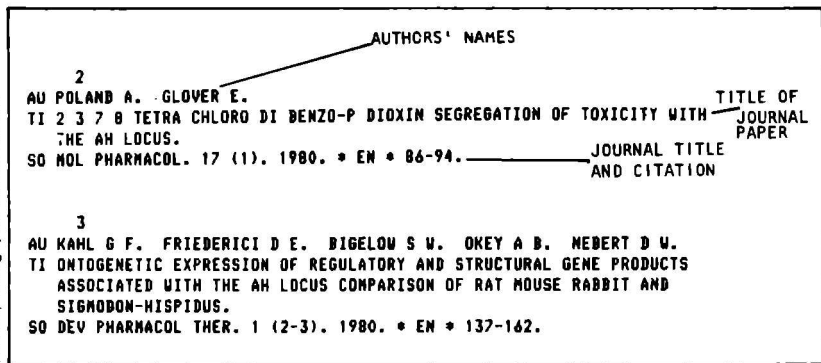 AUTHORS' NAMES
2
AU POLAND A. GLOVER E.
TI 2 3 7 8 TETRA CHLORO DI BENZO-P DIOXIN SEGREGATION OF TOXICITY WITH
THE AH LOCUS.
TITLE OF
JOURNAL
PAPER
SO MOL PHARMACOL. 17 (1). 1980. * EN * 86-94.
JOURNAL TITLE
AND CITATION
3
AU KAHL G F. FRIEDERICI D E. BIGELOW S W. OKEY A B. NEBERT D W.
TI ONTOGENETIC EXPRESSION OF REGULATORY AND STRUCTURAL GENE PRODUCTS
ASSOCIATED WITH THE AH LOCUS COMPARISON OF RAT MOUSE RABBIT AND
SIGMODON-HISPIDUS.
SO DEV PHARMACOL THER. 1 (2-3). 1980. * EN * 137-162.